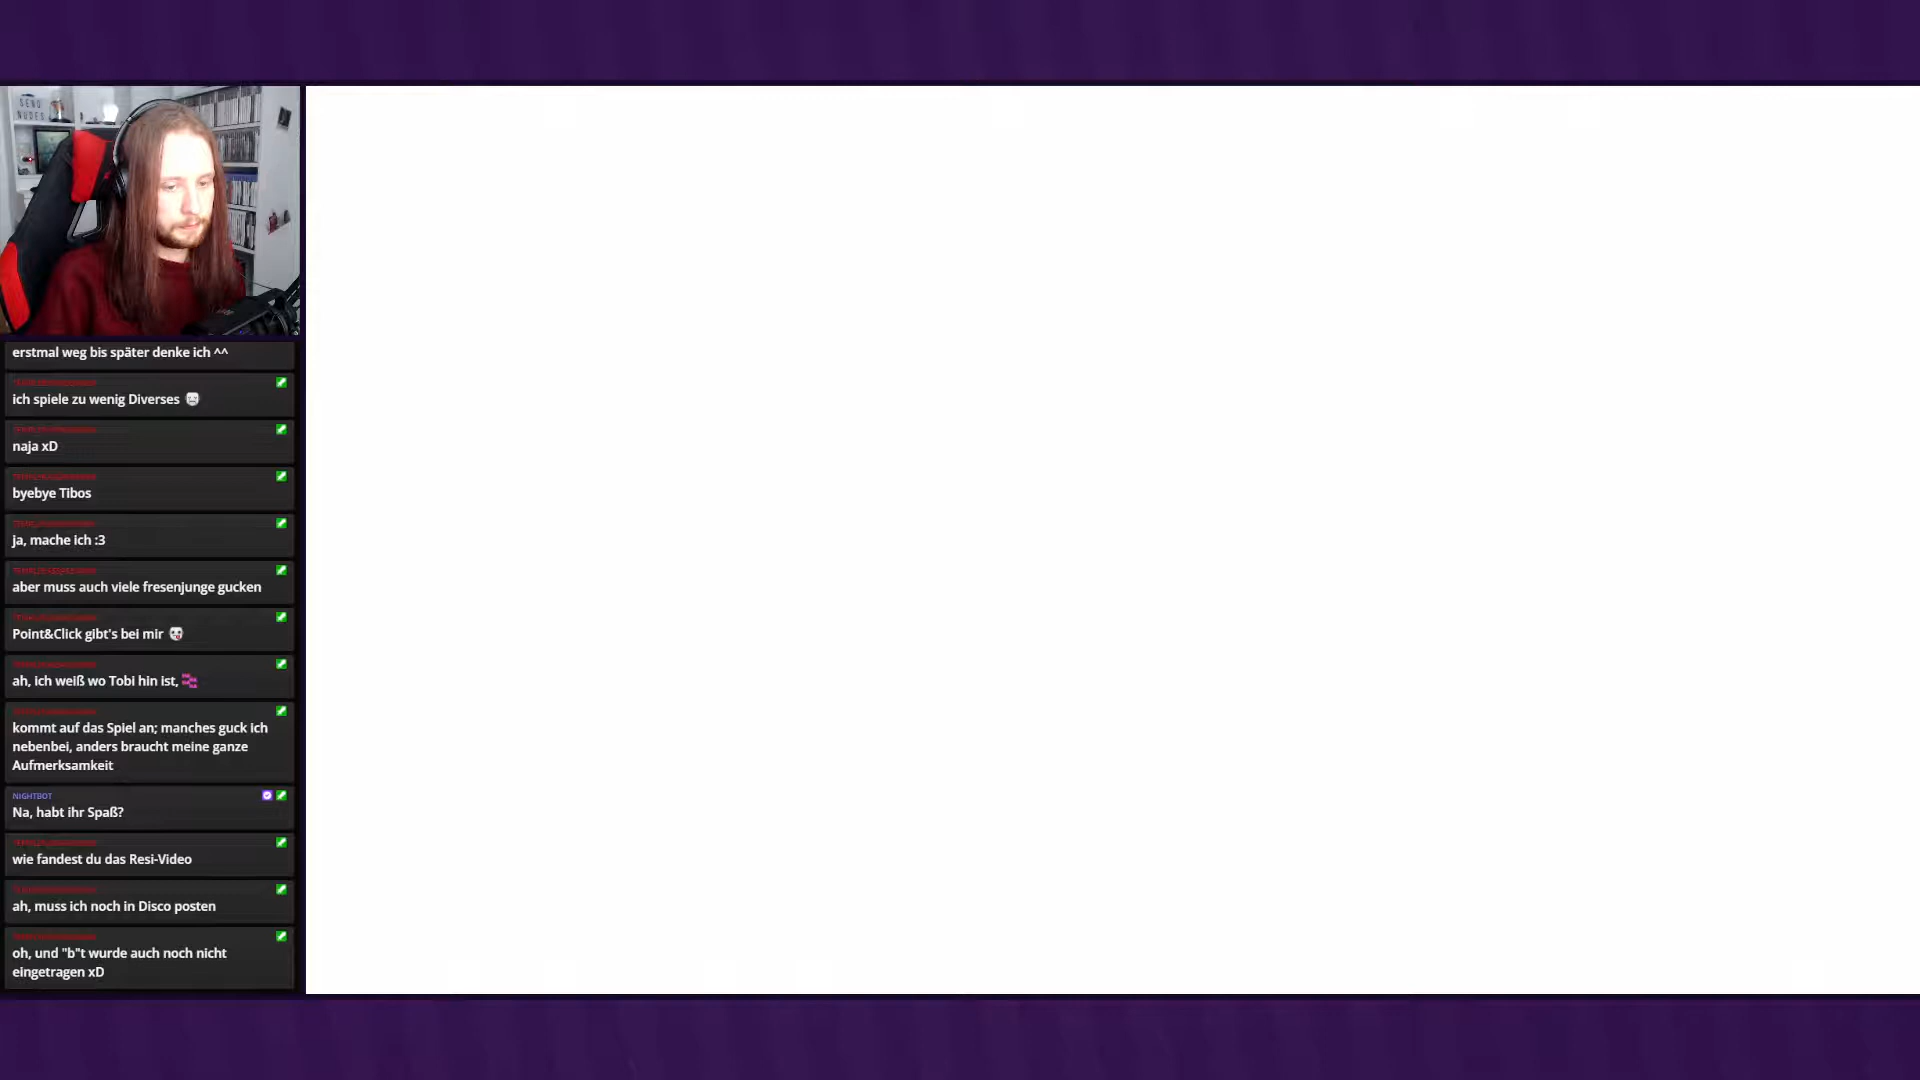 SEND
NUDES
erstmal weg bis später denke ich ^^
ich spiele zu wenig Diverses
naja xD
byebye Tibos
ja, mache ich :3
aber muss auch viele fresenjunge gucken
Point&Click gibt's bei mir
ah, ich weiß wo Tobi hin ist,
kommt auf das Spiel an; manches guck ich
nebenbei, anders braucht meine ganze
Aufmerksamkeit
NIGHTBOT
Na, habt ihr Spaß?
wie fandest du das Resi-Video
ah, muss ich noch in Disco posten
oh, und "b"t wurde auch noch nicht
eingetragen xD